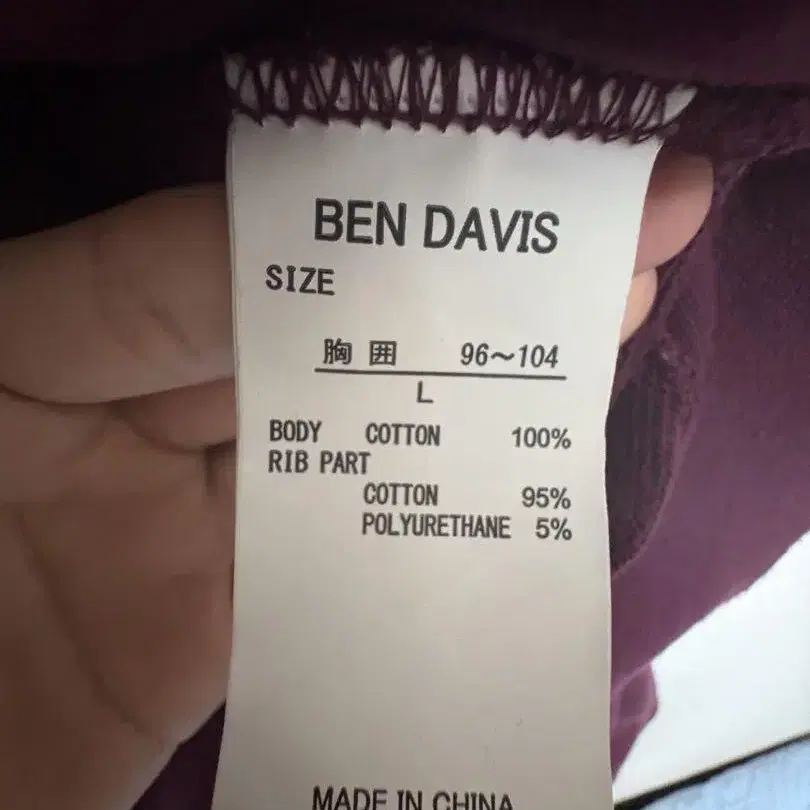 BEN DAVIS
SIZE
胸 囲 96～104
L
BODY COTTON 100%
RIB PART
COTTON 95%
POLYURETHANE 5%
MADE IN CHINA